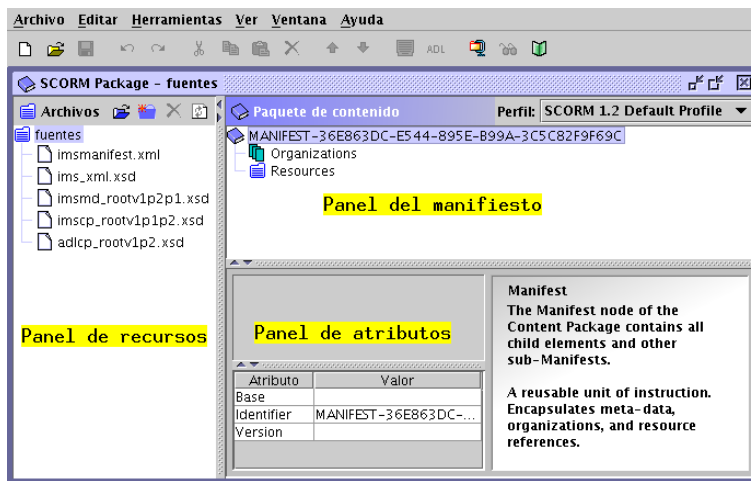 Archivo Editar Herramientas Ver Ventana Ayuda
ADL
SCORM Package - fuentes
Archivos
Paquete de contenido
Perfil: SCORM 1.2 Default Profile
fuentes
imsmanifest.xml
ims_xml.xsd
imsmd_rootv1p2p1.xsd
imscp_rootv1p1p2.xsd
adlcp_rootv1p2.xsd
Panel de recursos
MANIFEST-36E863DC-E544-895E-B99A-3C5C82F9F69C
Organizations
Resources
Panel del manifiesto
Panel de atributos
Atributo Valor
Base
Identifier MANIFEST-36E863DC-...
Version
Manifest
The Manifest node of the
Content Package contains all
child elements and other
sub-Manifests.
A reusable unit of instruction.
Encapsulates meta-data,
organizations, and resource
references.